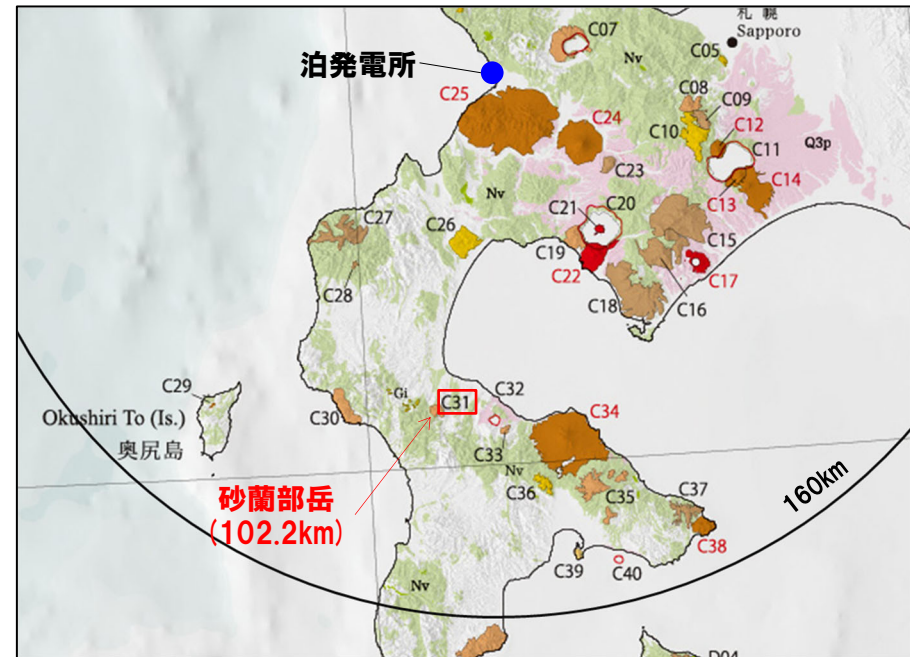 札 幌
Sapporo
C07
Nv
C05
泊発電所
C25
C24
C08
C09
C10
C12
C11
Q3p
C23
C14
C13
Nv
C20
C21
C27
C26
C19
C15
C22
C17
C28
C18
C16
C29
Okushiri To (Is.)
奥尻島
C30
Gi
C31
C32
C34
C33
Nv
C36
C35
C37
160km
砂蘭部岳
(102.2km)
C38
C39
C40
Nv
D04